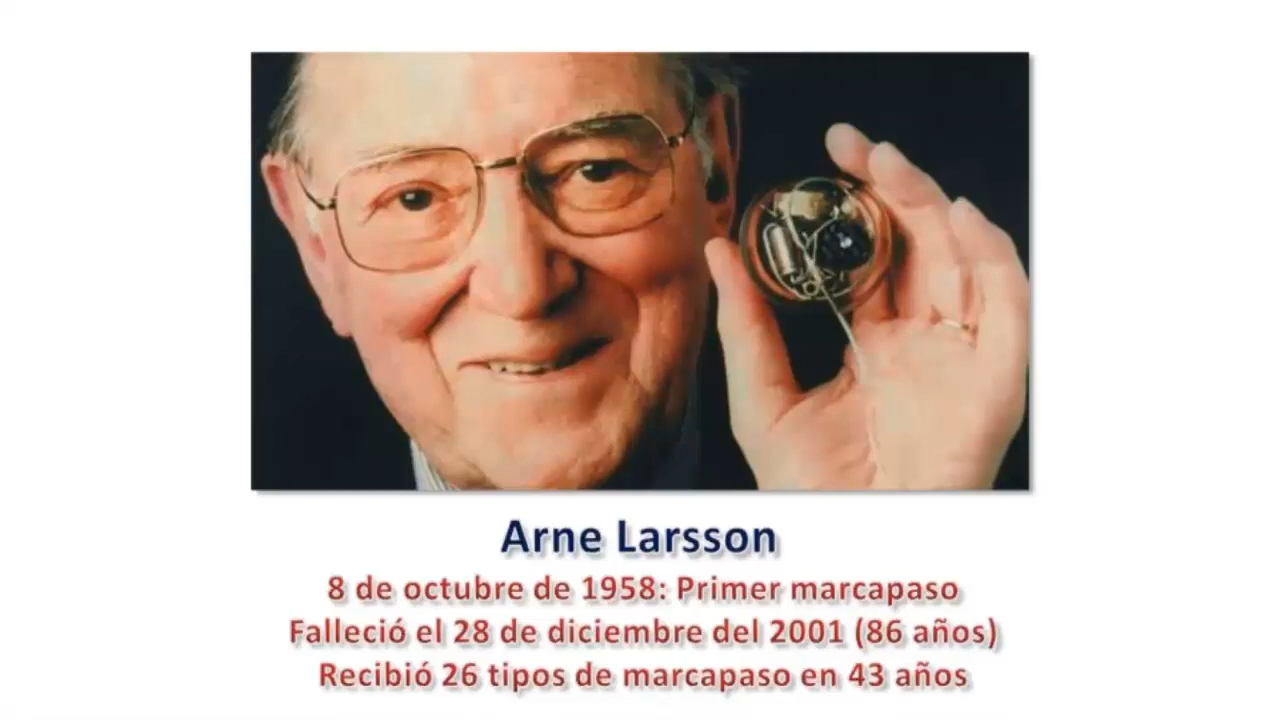 Arne Larsson
8 de octubre de 1958: Primer marcapaso
Falleció el 28 de diciembre del 2001 (86 años)
Recibió 26 tipos de marcapaso en 43 años